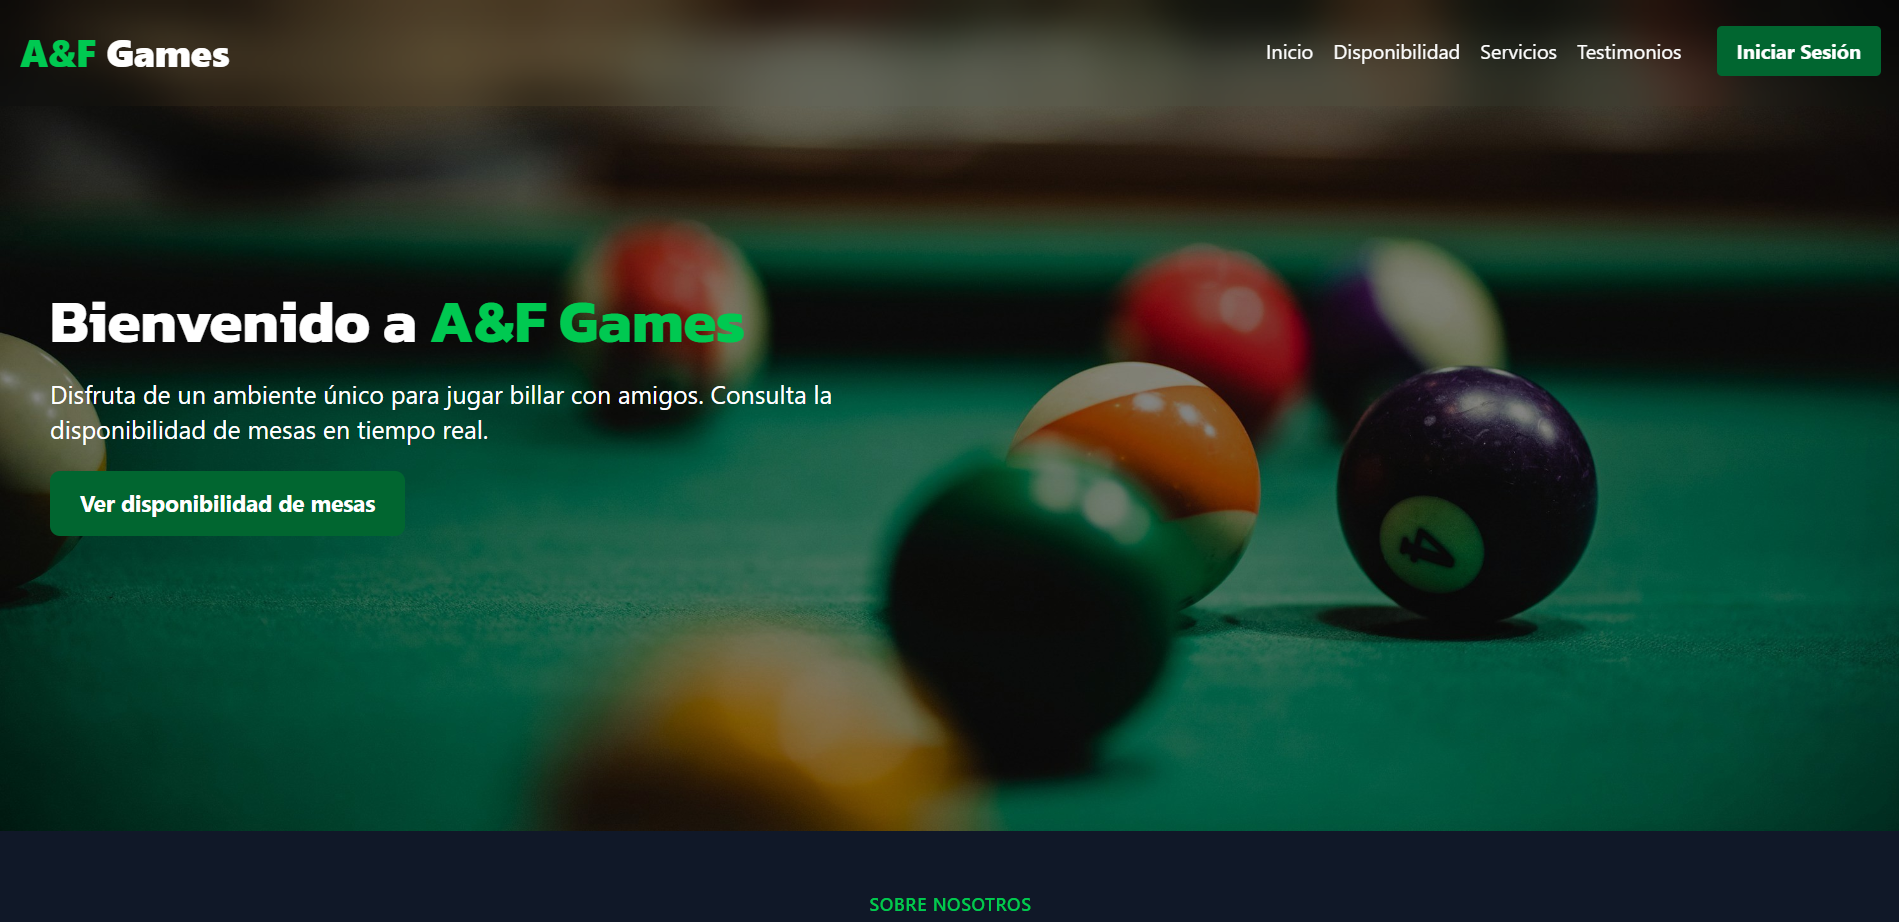 A&F Games
Inicio
Disponibilidad
Servicios
Testimonios
Iniciar Sesión
Bienvenido a A&F Games
Disfruta de un ambiente único para jugar billar con amigos. Consulta la
disponibilidad de mesas en tiempo real.
Ver disponibilidad de mesas
4
SOBRE NOSOTROS